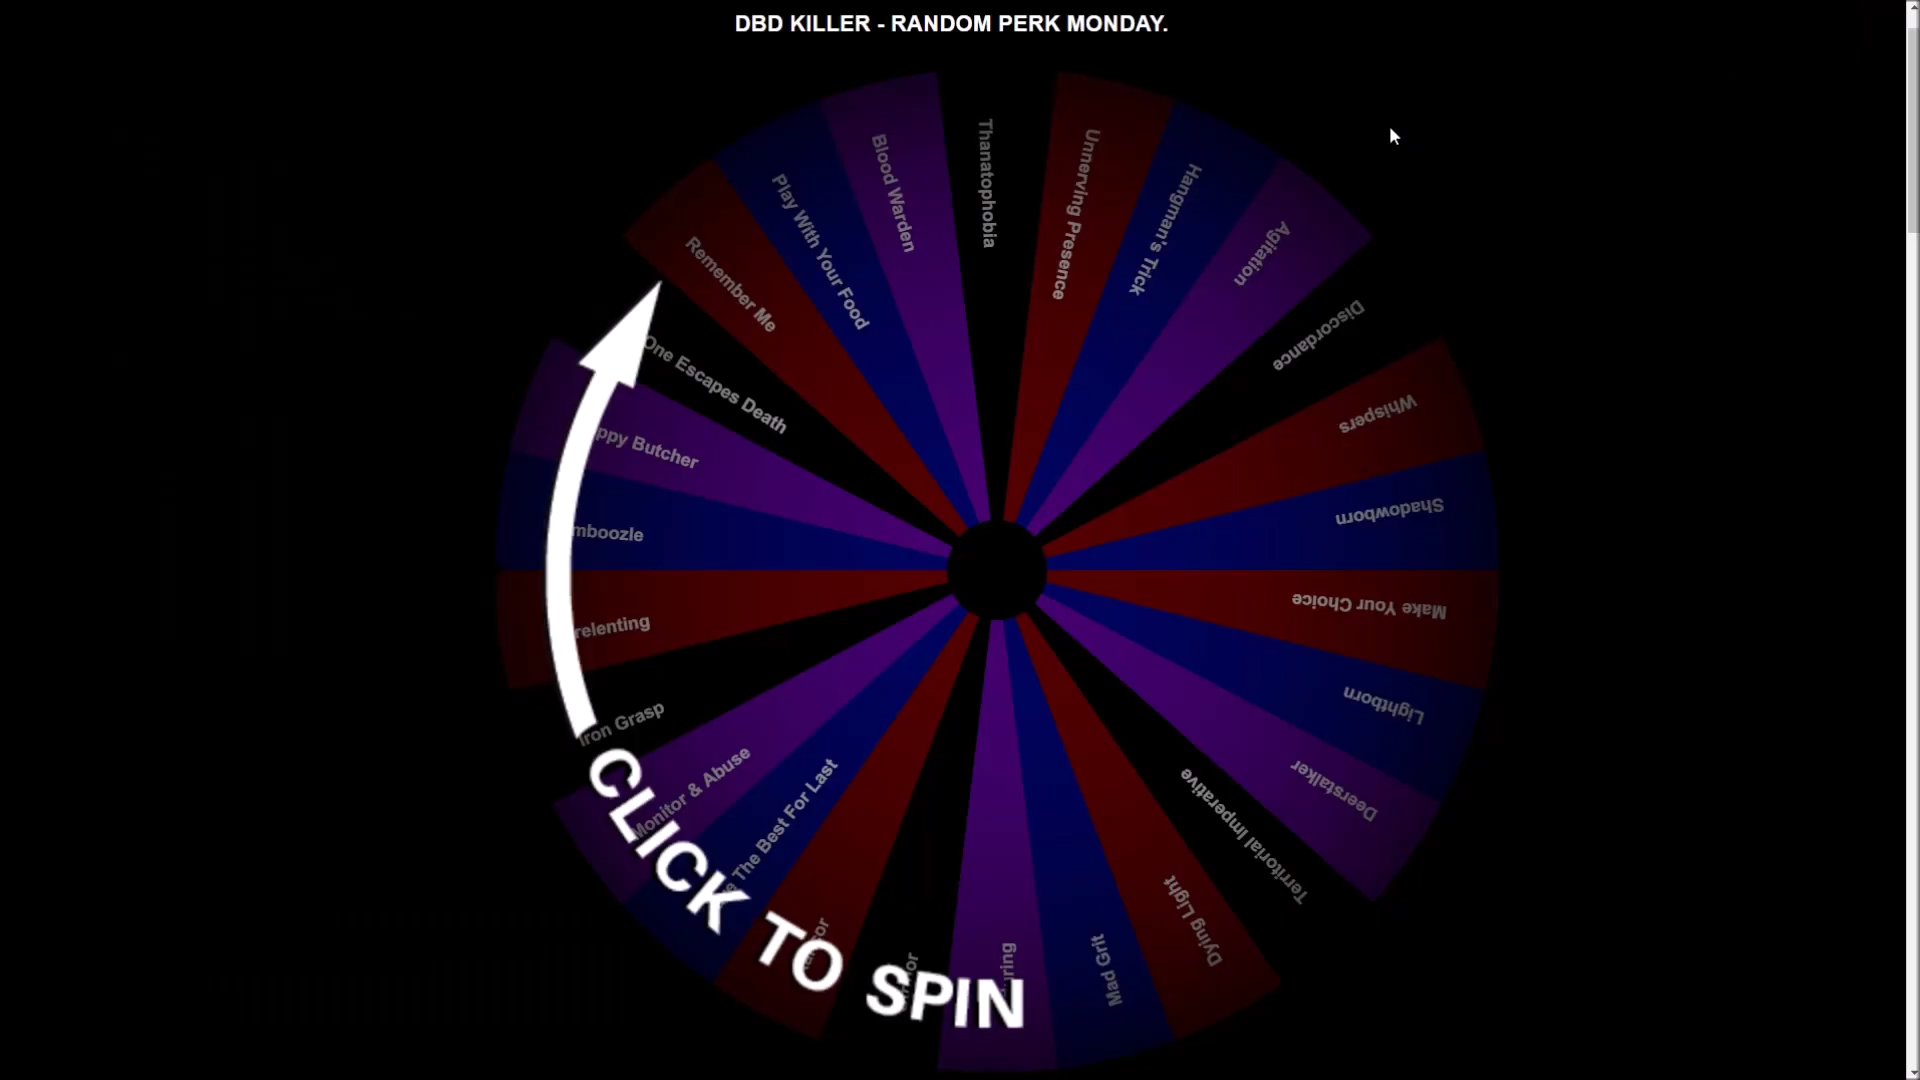 DBD KILLER - RANDOM PERK MONDAY.
Thanatophobia
Unnerving Presence
Hangman's Trick
Agitation
Discordance
Whispers
Shadowborn
Make Your Choice
Lightborn
Deerstalker
Territorial Imperative
Dying Light
Mad Grit
The Best For Last
Monitor & Abuse
Iron Grasp
relenting
mboozle
ppy Butcher
One Escapes Death
Remember Me
Play With Your Food
Blood Warden
CLICK TO SPIN